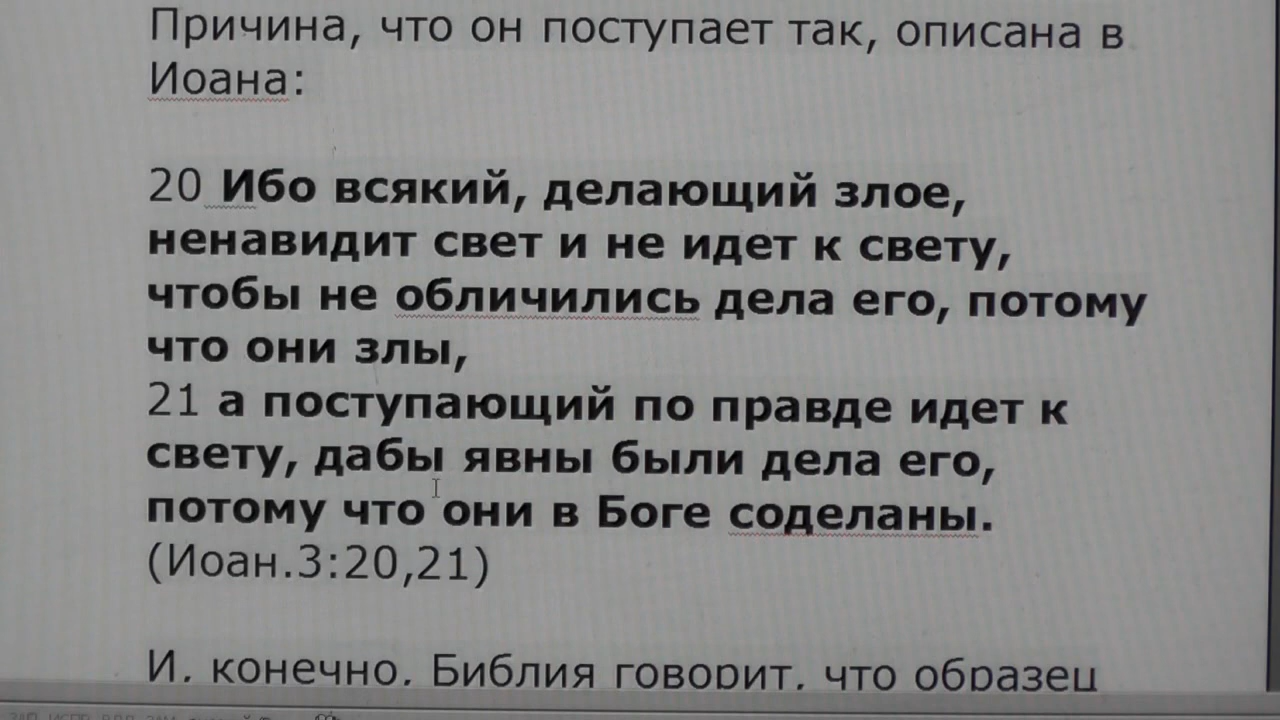 Причина, что он поступает так, описана в
Иоана:
20 Ибо всякий, делающий злое,
ненавидит свет и не идет к свету,
чтобы не обличились дела его, потому
что они злы,
21 а поступающий по правде идет к
свету, дабы явны были дела его,
потому что они в Боге соделаны.
(Иоан.3:20,21)
И, конечно, Библия говорит, что образец